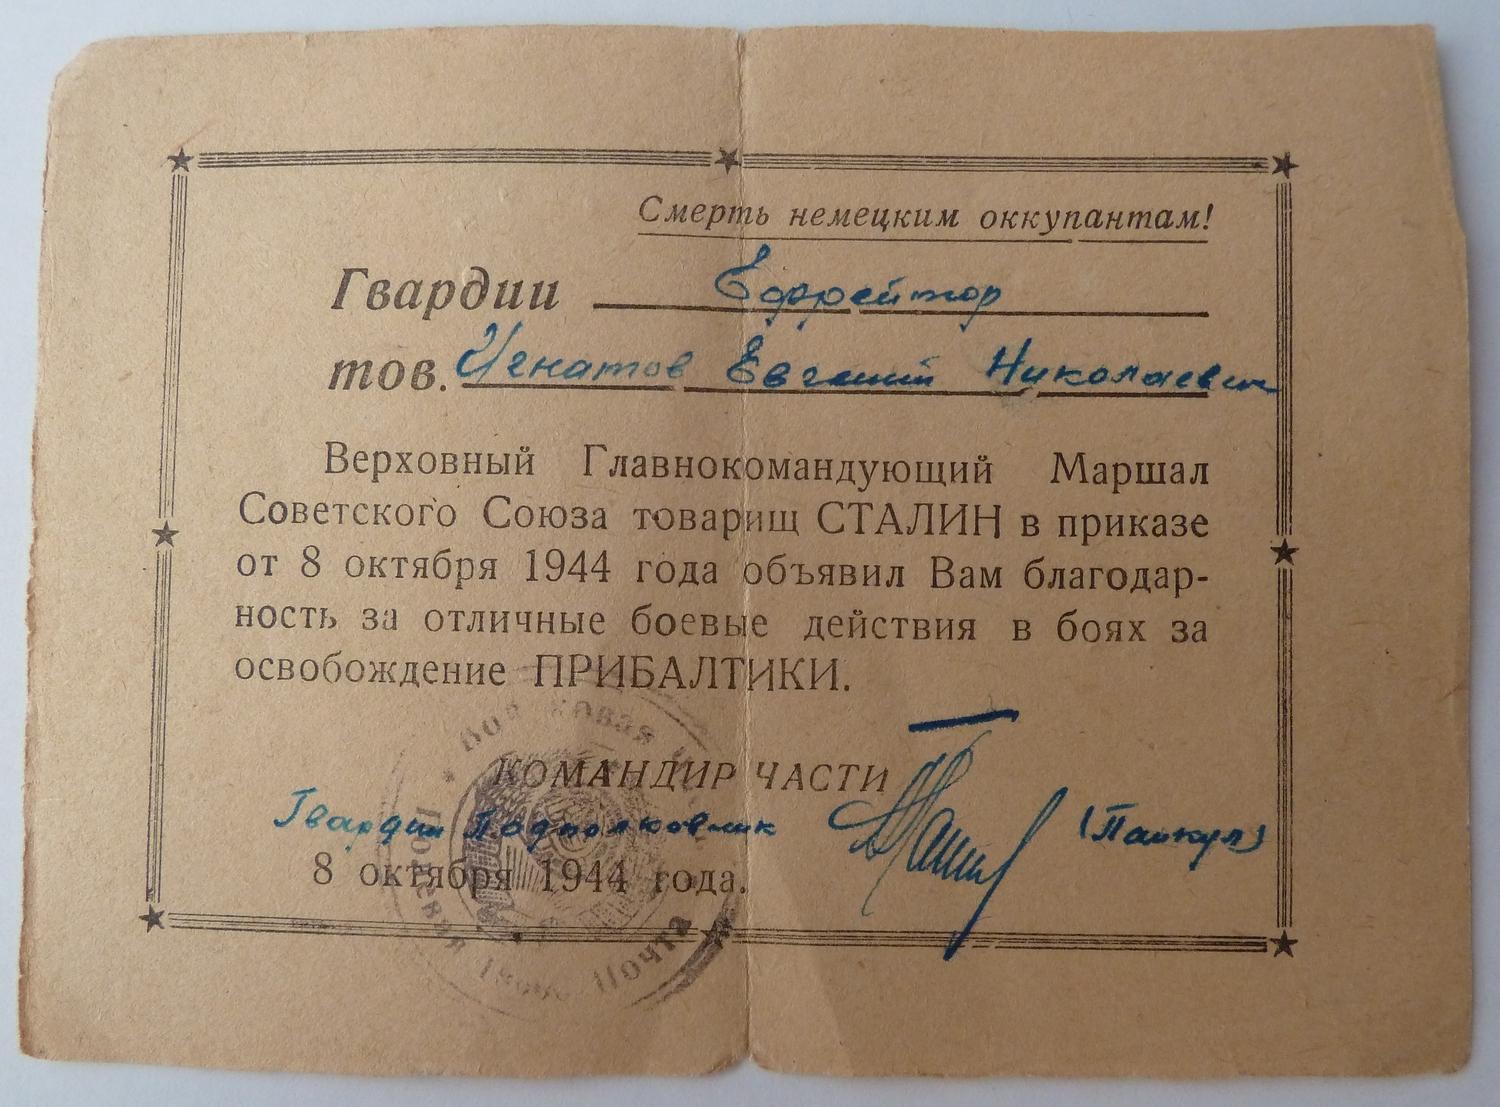 Смерть немецким оккупантам!
Гвардии Ефрейтор
тов. Игнатов Евгений Николаевич
Верховный Главнокомандующий Маршал
Советского Союза товарищ СТАЛИН в приказе
от 8 октября 1944 года объявил Вам благодар-
ность за отличные боевые действия в боях за
освобождение ПРИБАЛТИКИ.
КОМАНДИР ЧАСТИ
Гвардии Подполковник
8 октября 1944 года.
Полевая Почта